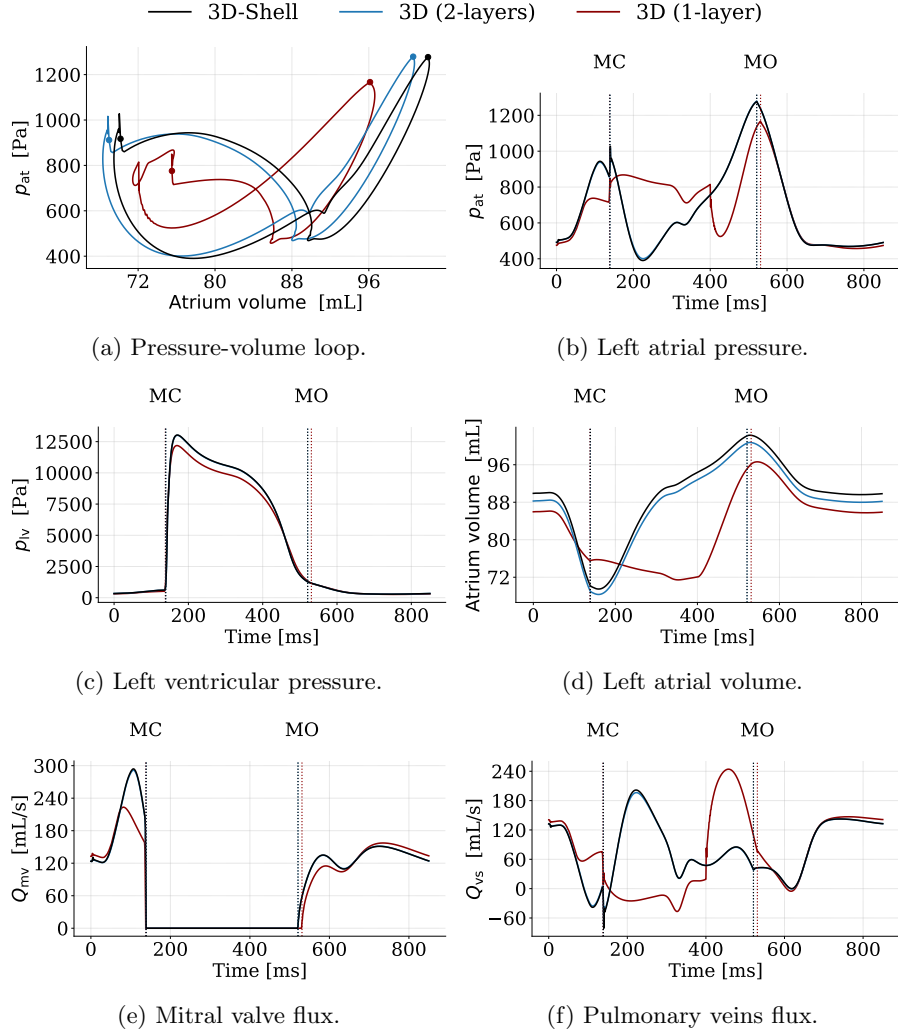 3D-Shell 3D (2-layers) 3D (1-layer)
MC MO
1200
1000
800
600
400
p_at [Pa]
72 80 88 96
Atrium volume [mL]
1200
1000
800
600
400
p_at [Pa]
0 200 400 600 800
Time [ms]
(a) Pressure-volume loop.
(b) Left atrial pressure.
MC MO
MC MO
12500
10000
7500
5000
2500
0
p_lv [Pa]
0 200 400 600 800
Time [ms]
96
88
80
72
Atrium volume [mL]
0 200 400 600 800
Time [ms]
(c) Left ventricular pressure.
(d) Left atrial volume.
MC MO
MC MO
300
240
180
120
60
0
Q_mv [mL/s]
0 200 400 600 800
Time [ms]
240
180
120
60
0
−60
Q_vs [mL/s]
0 200 400 600 800
Time [ms]
(e) Mitral valve flux.
(f) Pulmonary veins flux.